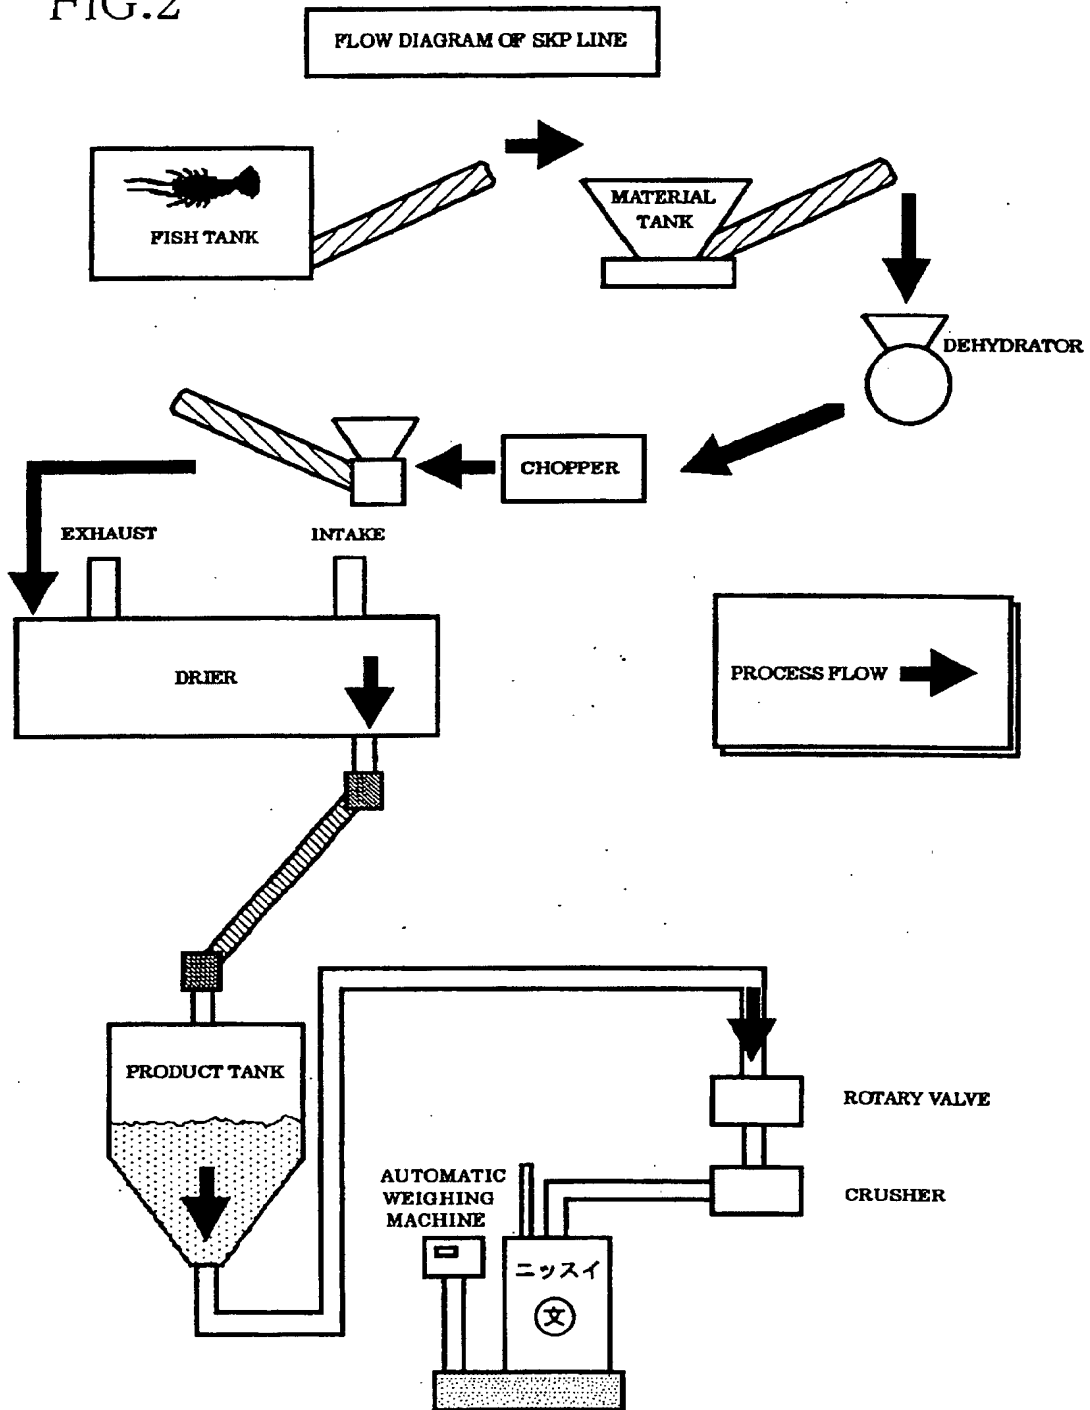 FIG.2
FLOW DIAGRAM OF SKP LINE
FISH TANK
MATERIAL
TANK
DEHYDRATOR
CHOPPER
EXHAUST
INTAKE
DRIER
PROCESS FLOW
PRODUCT TANK
ROTARY VALVE
CRUSHER
AUTOMATIC
WEIGHING
MACHINE
ニッスイ
文